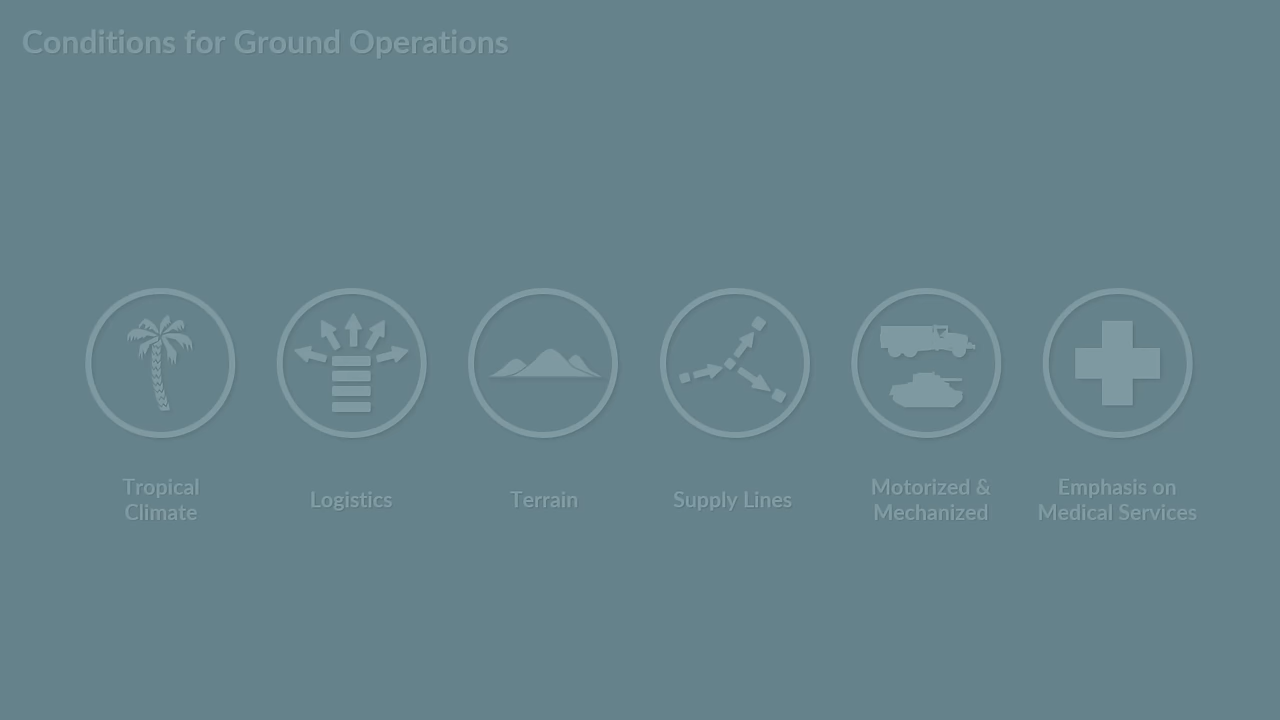 Conditions for Ground Operations
Tropical
Climate
Logistics
Terrain
Supply Lines
Motorized &
Mechanized
Emphasis on
Medical Services